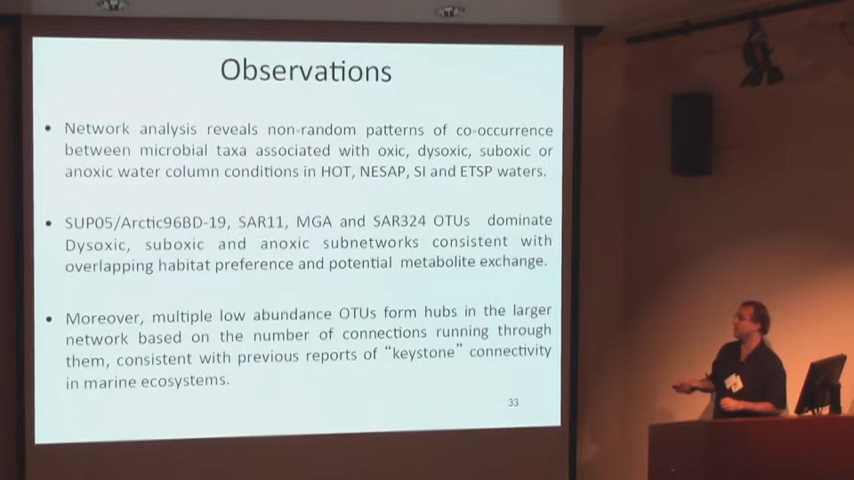 Observations
• Network analysis reveals non-random patterns of co-occurrence
between microbial taxa associated with oxic, dysoxic, suboxic or
anoxic water column conditions in HOT, NESAP, SI and ETSP waters.
• SUP05/Arctic96BD-19, SAR11, MGA and SAR324 OTUs dominate
Dysoxic, suboxic and anoxic subnetworks consistent with
overlapping habitat preference and potential metabolite exchange.
• Moreover, multiple low abundance OTUs form hubs in the larger
network based on the number of connections running through
them, consistent with previous reports of “keystone” connectivity
in marine ecosystems.
33